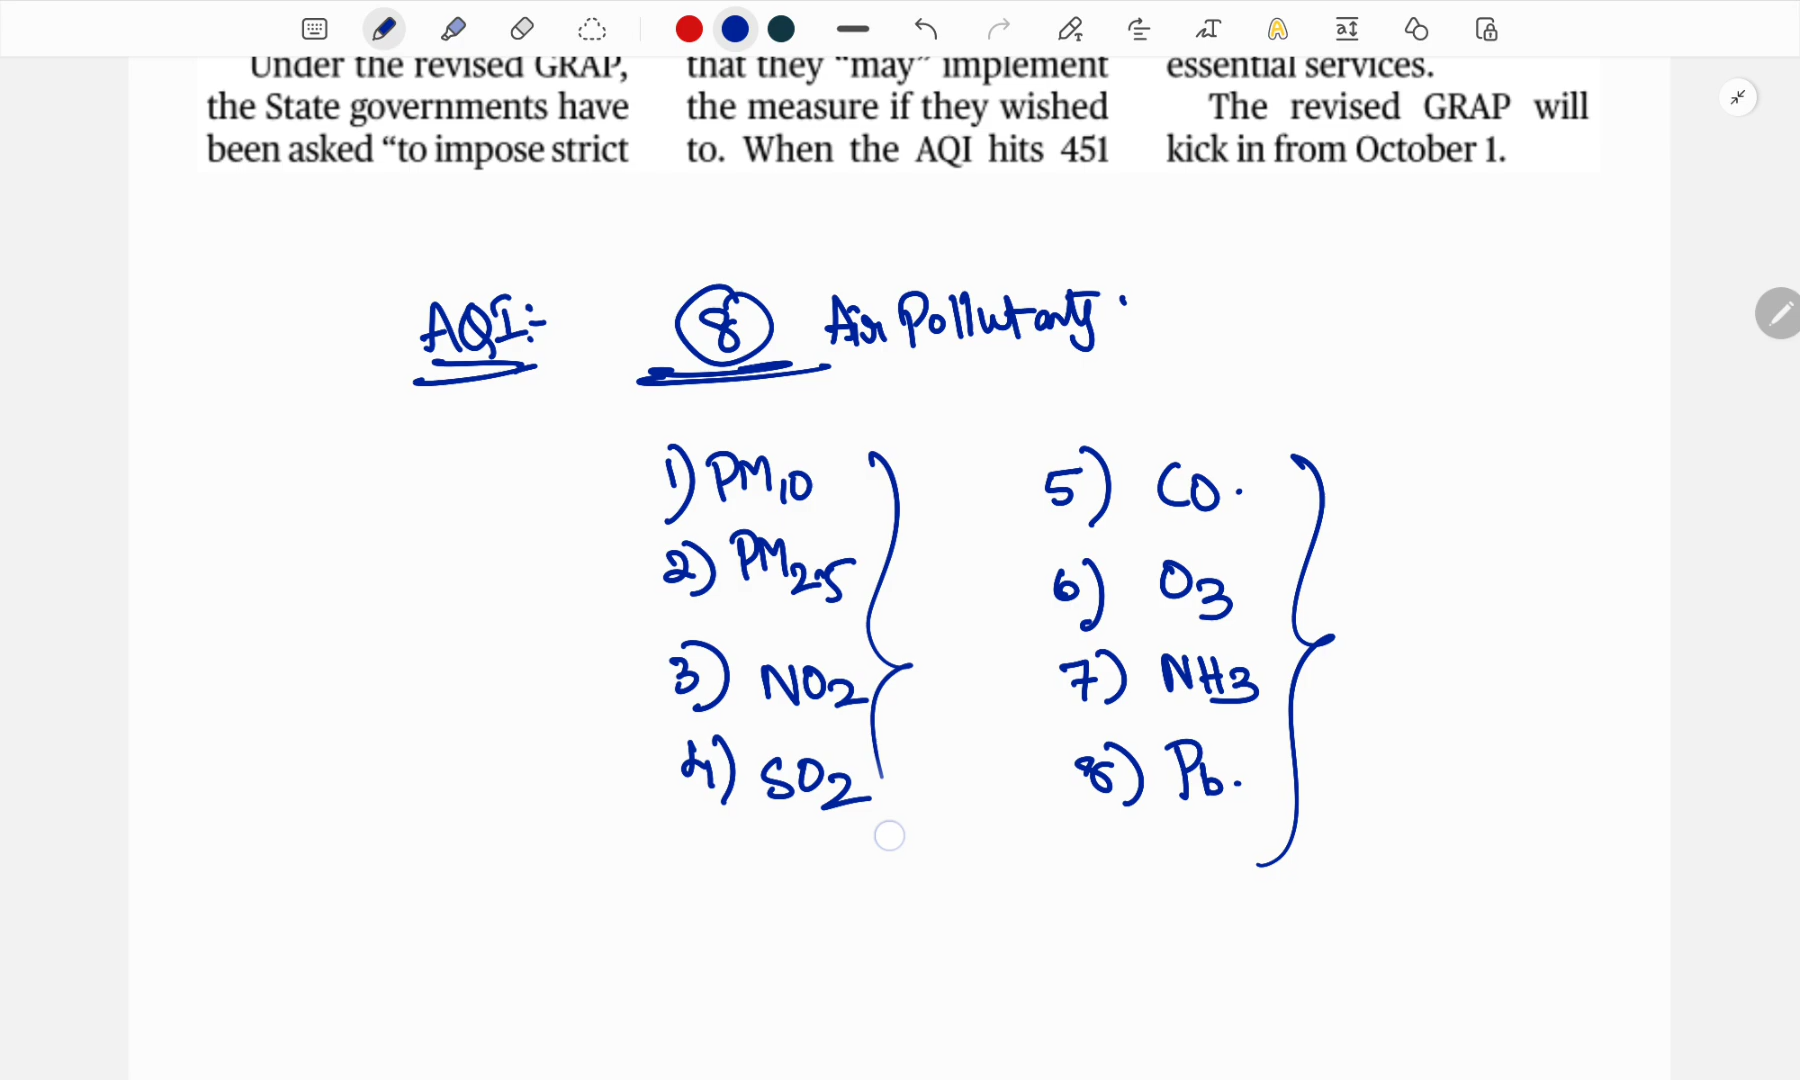 Under the revised GRAP,
the State governments have
been asked “to impose strict
that they “may” implement
the measure if they wished
to. When the AQI hits 451
essential services.
The revised GRAP will
kick in from October 1.
AQI:- 8 Air Pollutants
1) PM10
2) PM2.5
3) NO2
4) SO2
5) CO.
6) O3
7) NH3
8) Pb.